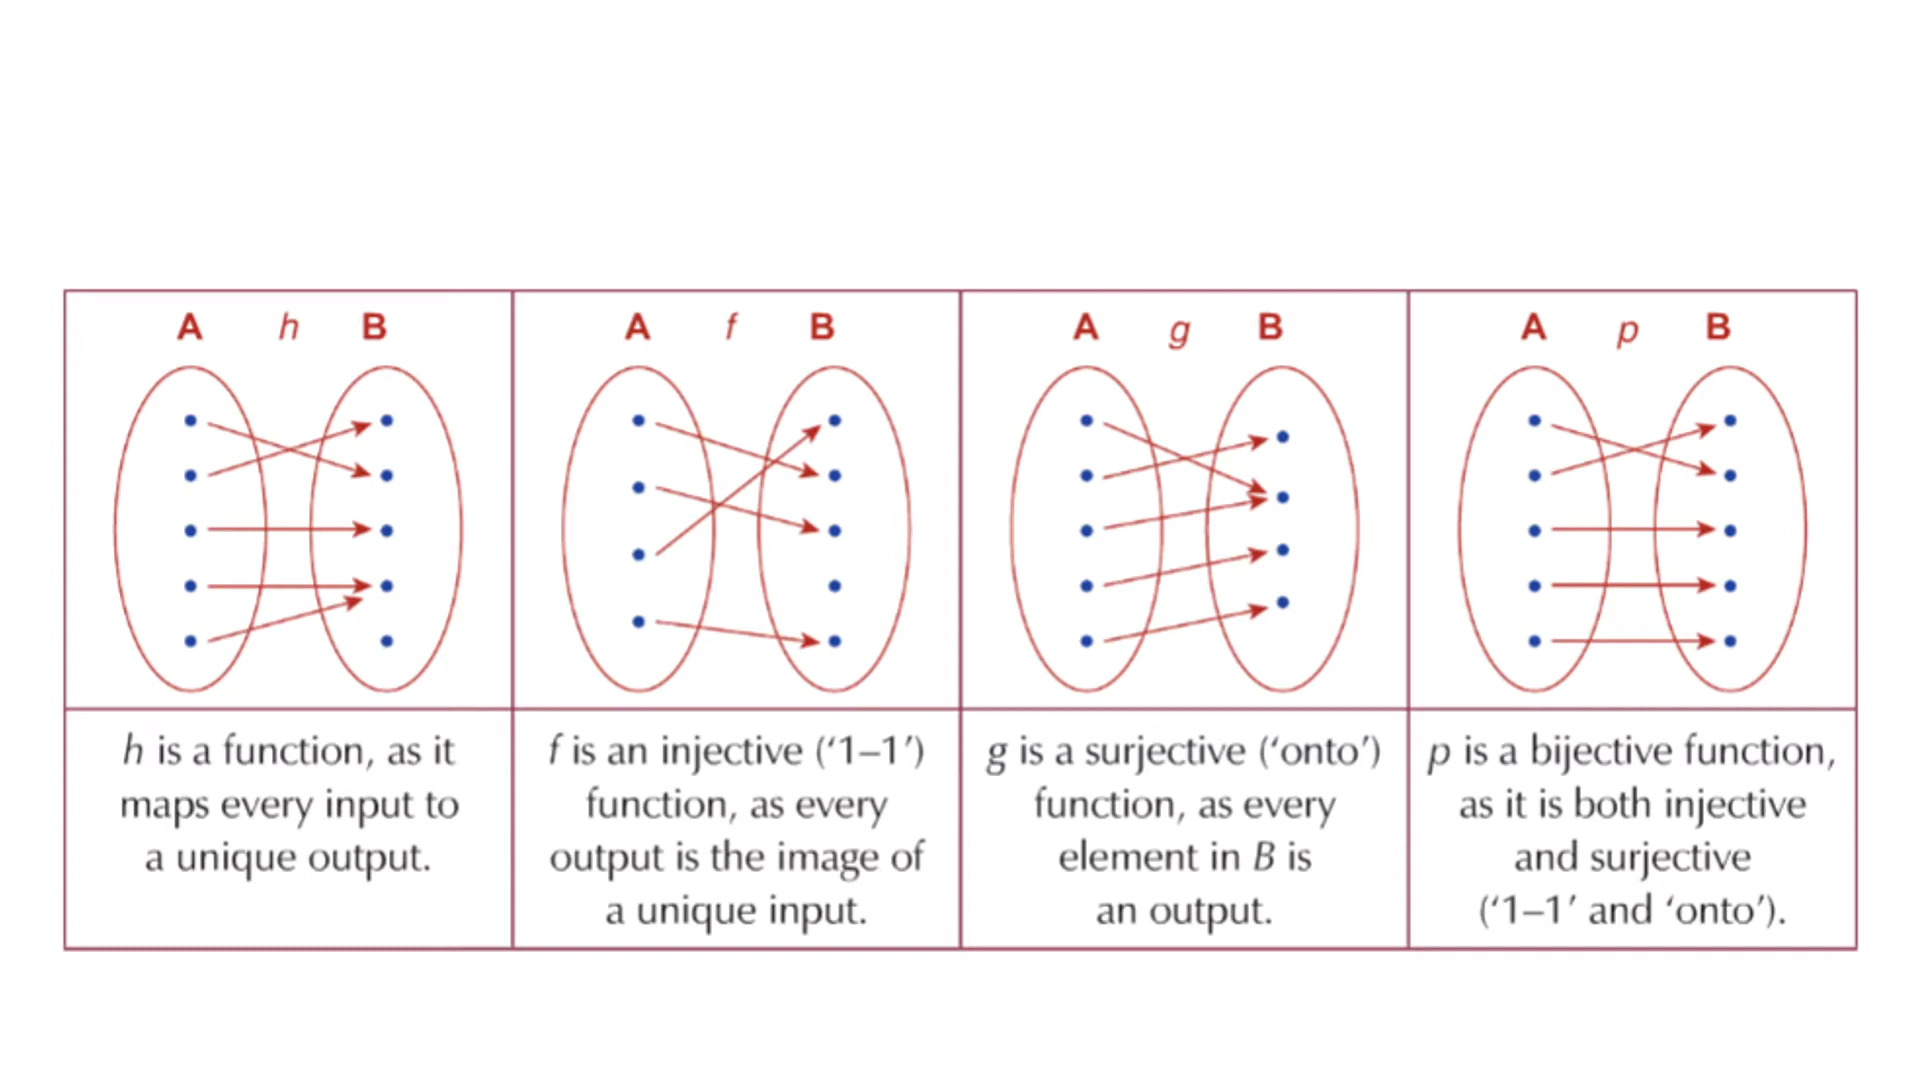 A h B
A f B
A g B
A p B
h is a function, as it
maps every input to
a unique output.
f is an injective (‘1–1’)
function, as every
output is the image of
a unique input.
g is a surjective (‘onto’)
function, as every
element in B is
an output.
p is a bijective function,
as it is both injective
and surjective
(‘1–1’ and ‘onto’).